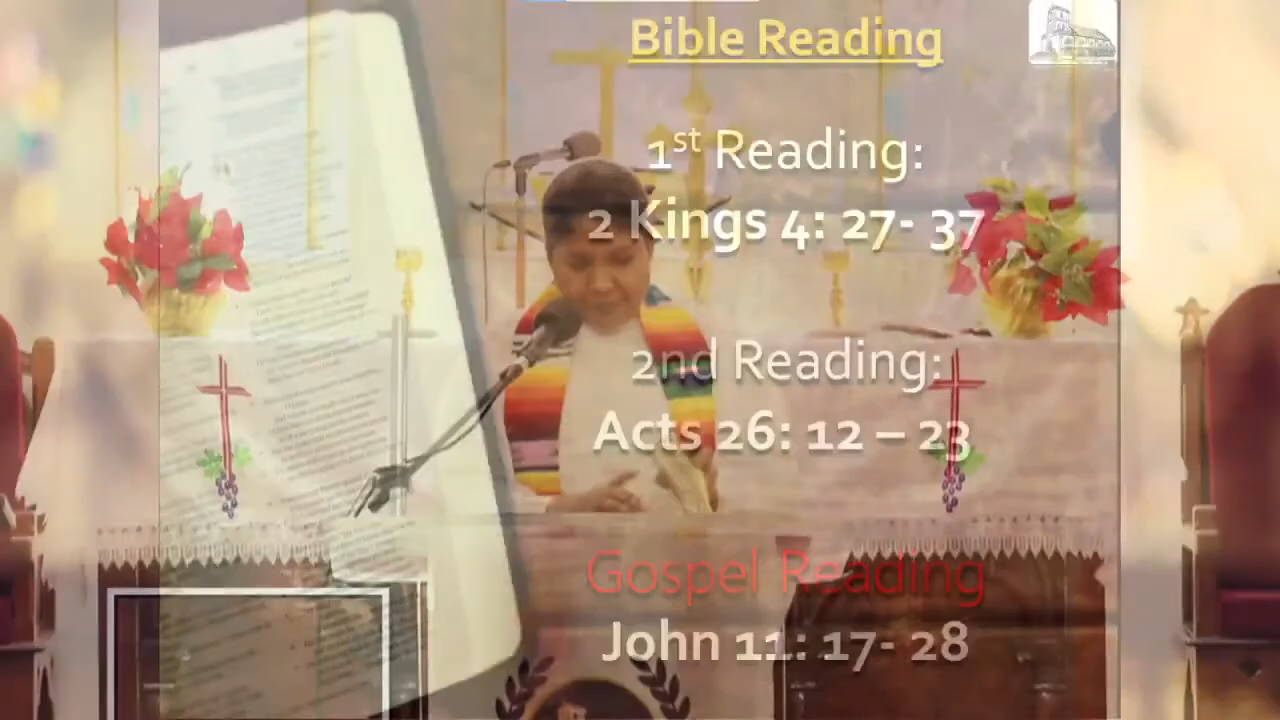 Bible Reading
1st Reading:
2 Kings 4: 27- 37
2nd Reading:
Acts 26: 12 – 23
Gospel Reading
John 11: 17- 28